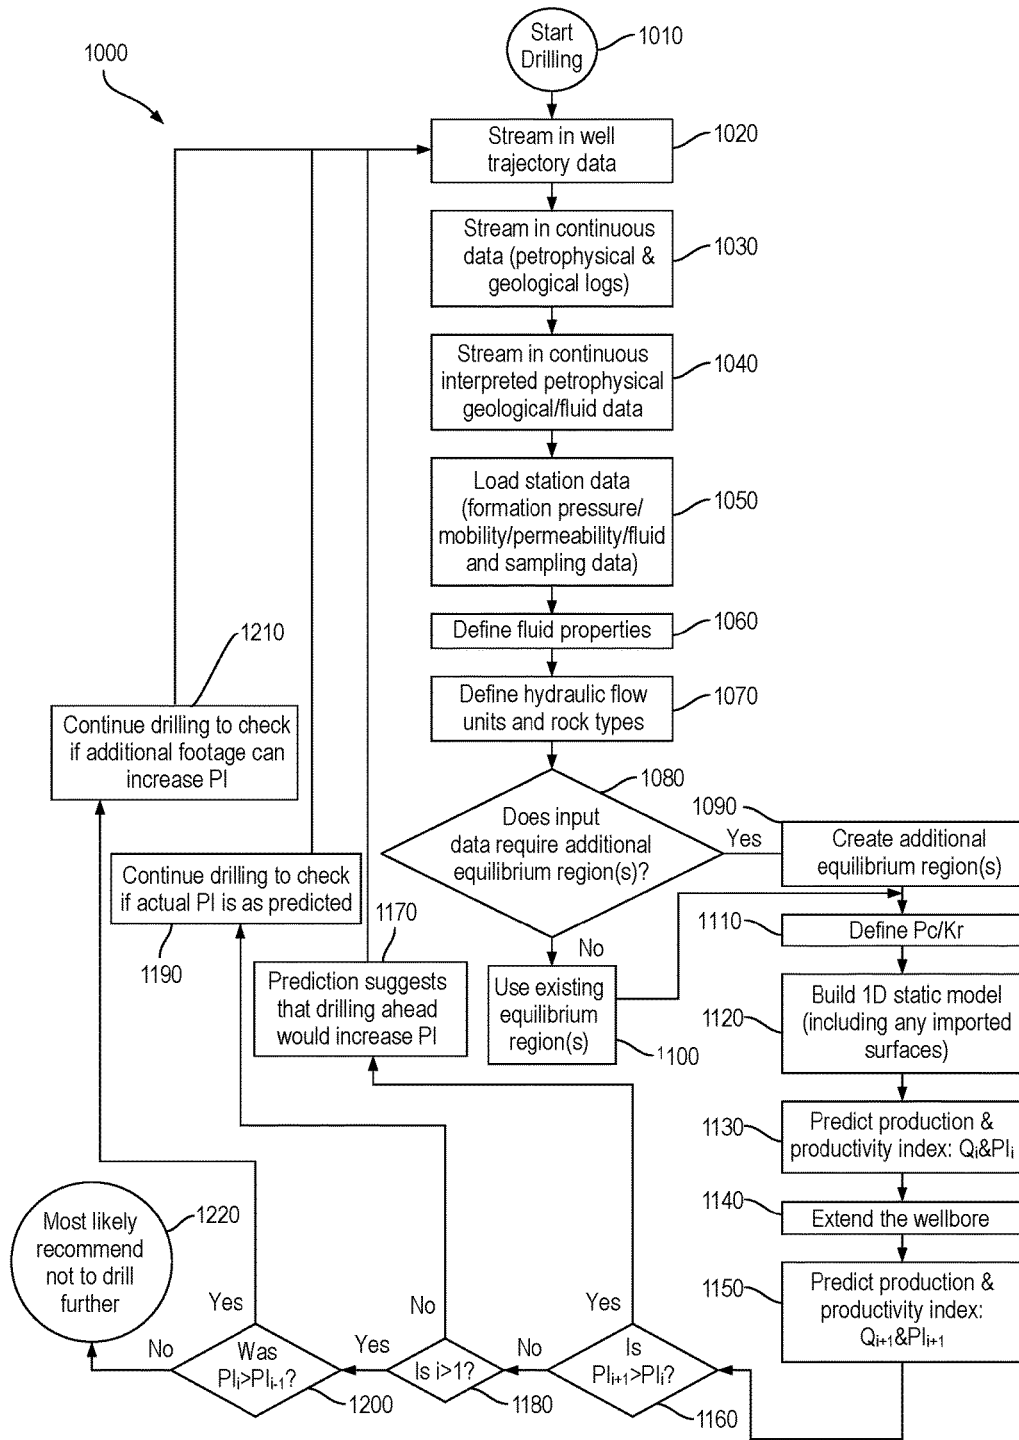 Start
Drilling
1010
1000
Stream in well
trajectory data
1020
Stream in continuous
data (petrophysical &
geological logs)
1030
Stream in continuous
interpreted petrophysical
geological/fluid data
1040
Load station data
(formation pressure/
mobility/permeability/fluid
and sampling data)
1050
Define fluid properties
1060
Define hydraulic flow
units and rock types
1070
1210
Continue drilling to check
if additional footage can
increase PI
1080
Does input
data require additional
equilibrium region(s)?
Yes
No
1090
Create additional
equilibrium region(s)
Continue drilling to check
if actual PI is as predicted
1190
1170
Prediction suggests
that drilling ahead
would increase PI
Use existing
equilibrium
region(s)
1100
1110
Define Pc/Kr
1120
Build 1D static model
(including any imported
surfaces)
1130
Predict production &
productivity index: Qi&PIi
1140
Extend the wellbore
1150
Predict production &
productivity index:
Qi+1&PIi+1
Most likely
recommend
not to drill
further
1220
Yes
No
Was
PIi>PIi-1?
1200
No
Yes
Is i>1?
1180
Yes
No
Is
PIi+1>PIi?
1160